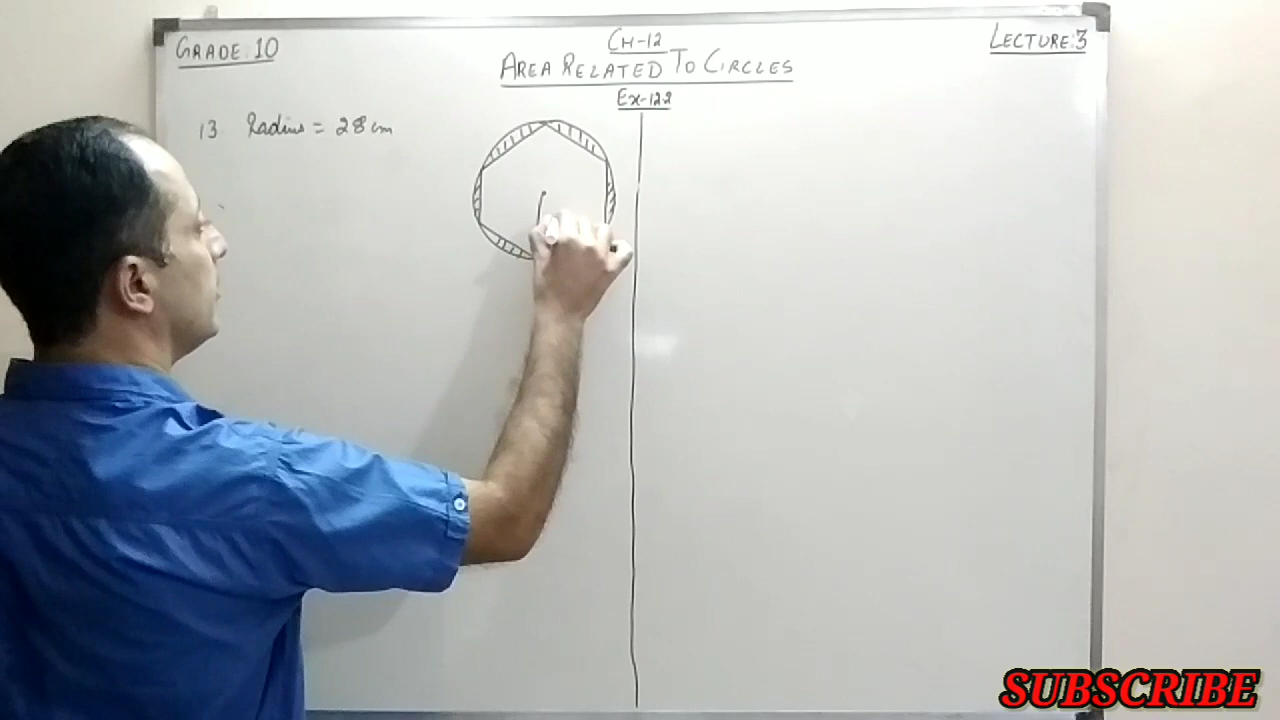 GRADE: 10
CH-12
LECTURE:3
AREA RELATED TO CIRCLES
Ex-12.2
13 Radius = 28 cm
SUBSCRIBE